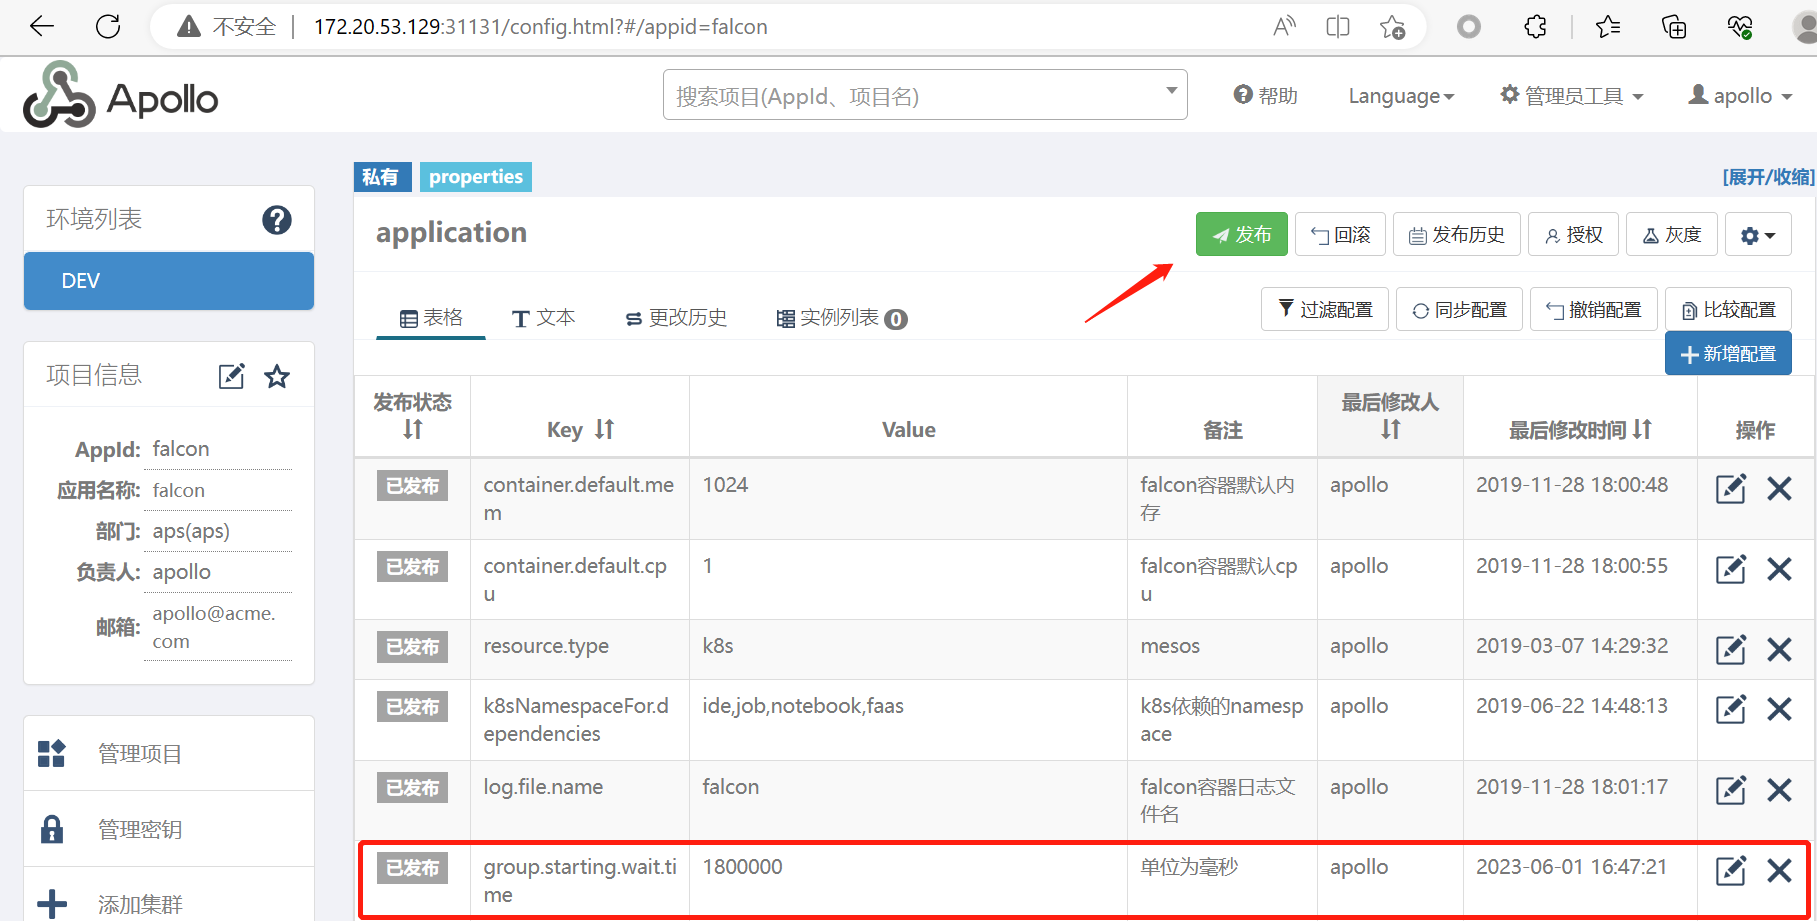 不安全 172.20.53.129:31131/config.html?#/appid=falcon
Apollo
搜索项目(AppId、项目名)
帮助
Language
管理员工具
apollo
私有 properties
[展开/收缩]
环境列表
DEV
项目信息
AppId: falcon
应用名称: falcon
部门: aps(aps)
负责人: apollo
邮箱: apollo@acme.
com
管理项目
管理密钥
添加集群
application
发布 回滚 发布历史 授权 灰度
表格 文本 更改历史 实例列表 0
过滤配置 同步配置 撤销配置 比较配置
新增配置
发布状态 Key Value 备注 最后修改人 最后修改时间 操作
已发布 container.default.me 1024 falcon容器默认内 apollo 2019-11-28 18:00:48
m 存
已发布 container.default.cp 1 falcon容器默认cp apollo 2019-11-28 18:00:55
u u
已发布 resource.type k8s mesos apollo 2019-03-07 14:29:32
已发布 k8sNamespaceFor.d ide,job,notebook,faas k8s依赖的namesp apollo 2019-06-22 14:48:13
ependencies ace
已发布 log.file.name falcon falcon容器日志文 apollo 2019-11-28 18:01:17
件名
已发布 group.starting.wait.ti 1800000 单位为毫秒 apollo 2023-06-01 16:47:21
me